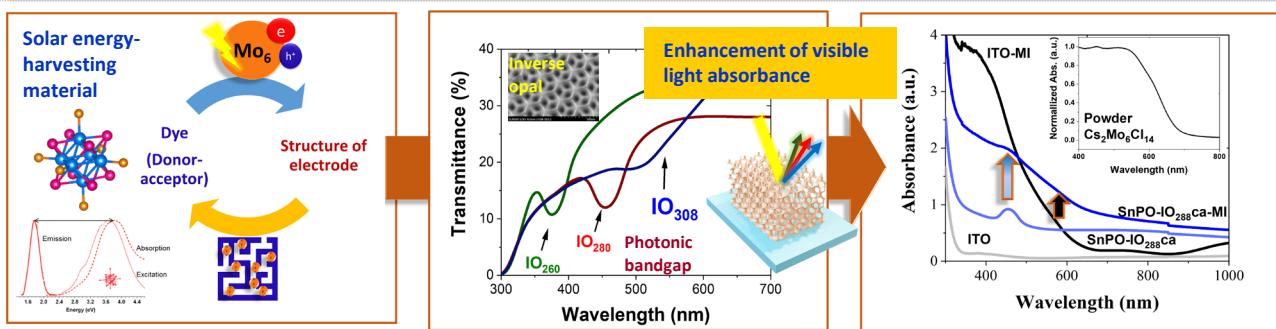 Solar energy-
harvesting
material
Mo6
e
h+
Dye
(Donor-
acceptor)
Structure of
electrode
Emission
Absorption
Excitation
1.6 2.0 2.4 2.8 3.2 3.6 4.0 4.4
Energy (eV)
Enhancement of visible
light absorbance
Inverse
opal
Transmittance (%)
40
30
20
10
0
IO260
IO280
IO308
Photonic
bandgap
300 400 500 600 700
Wavelength (nm)
Absorbance (a.u.)
4
3
2
1
0
ITO-MI
Normallized Abs. (a.u.)
1.0
0.8
0.6
0.4
0.2
0.0
Powder
Cs2Mo6Cl14
400 600 800
Wavelength (nm)
SnPO-IO288ca-MI
SnPO-IO288ca
ITO
400 600 800 1000
Wavelength (nm)